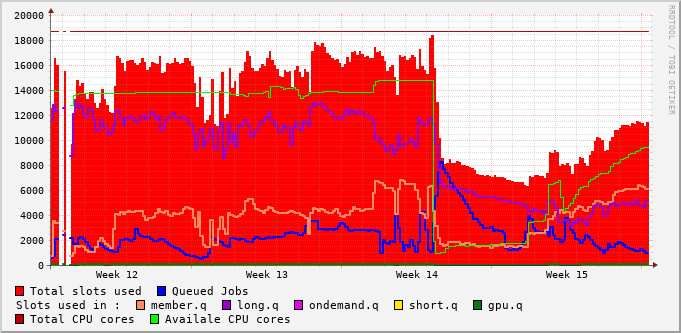 20000
18000
16000
14000
12000
10000
8000
6000
4000
2000
0
Week 12 Week 13 Week 14 Week 15
Total slots used Queued Jobs
Slots used in : member.q long.q ondemand.q short.q gpu.q
Total CPU cores Availale CPU cores
RRDTOOL / TOBI OETIKER